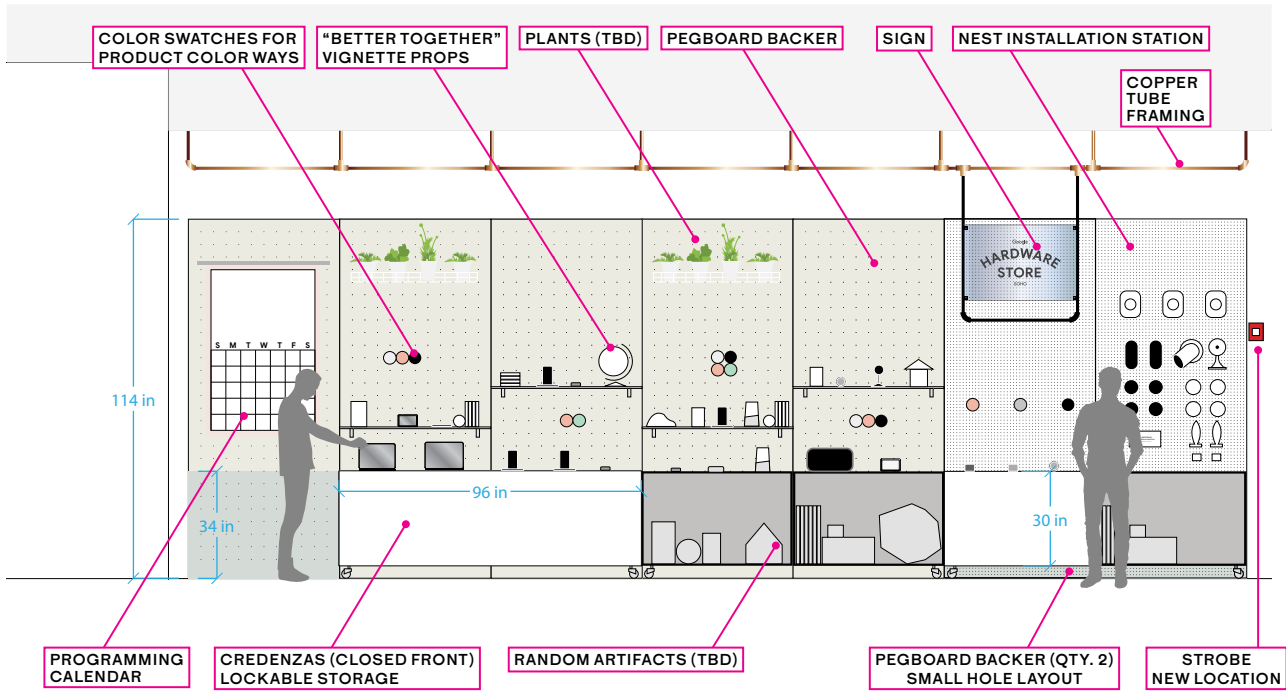 COLOR SWATCHES FOR
PRODUCT COLOR WAYS
“BETTER TOGETHER”
VIGNETTE PROPS
PLANTS (TBD)
PEGBOARD BACKER
SIGN
NEST INSTALLATION STATION
COPPER
TUBE
FRAMING
Google
HARDWARE
STORE
SOHO
S M T W T F S
114 in
34 in
96 in
30 in
PROGRAMMING
CALENDAR
CREDENZAS (CLOSED FRONT)
LOCKABLE STORAGE
RANDOM ARTIFACTS (TBD)
PEGBOARD BACKER (QTY. 2)
SMALL HOLE LAYOUT
STROBE
NEW LOCATION